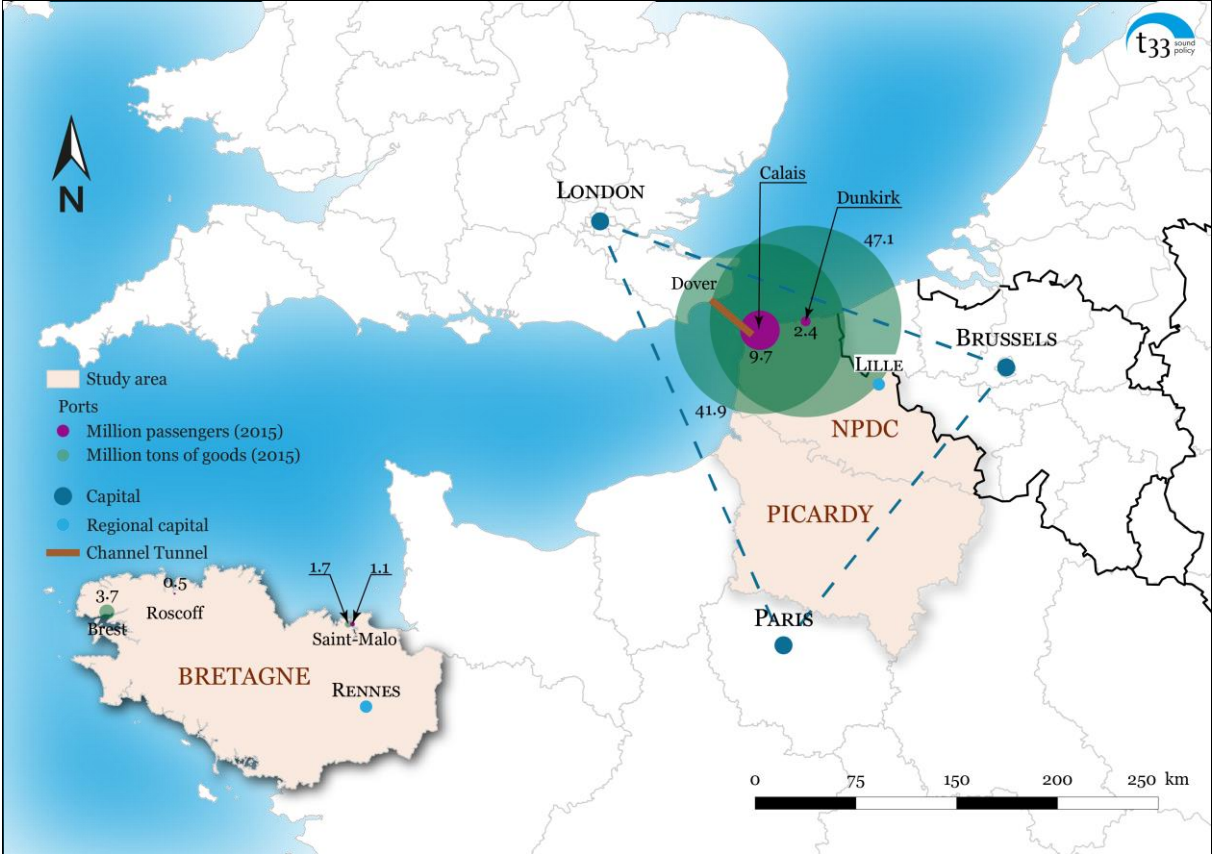 t33 sound
policy
N
LONDON
Calais
Dunkirk
47.1
Dover
2.4
9.7
BRUSSELS
LILLE
41.9
NPDC
PICARDY
Study area
Ports
Million passengers (2015)
Million tons of goods (2015)
Capital
Regional capital
Channel Tunnel
1.7
1.1
0.5
3.7
Roscoff
Brest
Saint-Malo
PARIS
BRETAGNE
RENNES
0 75 150 200 250 km